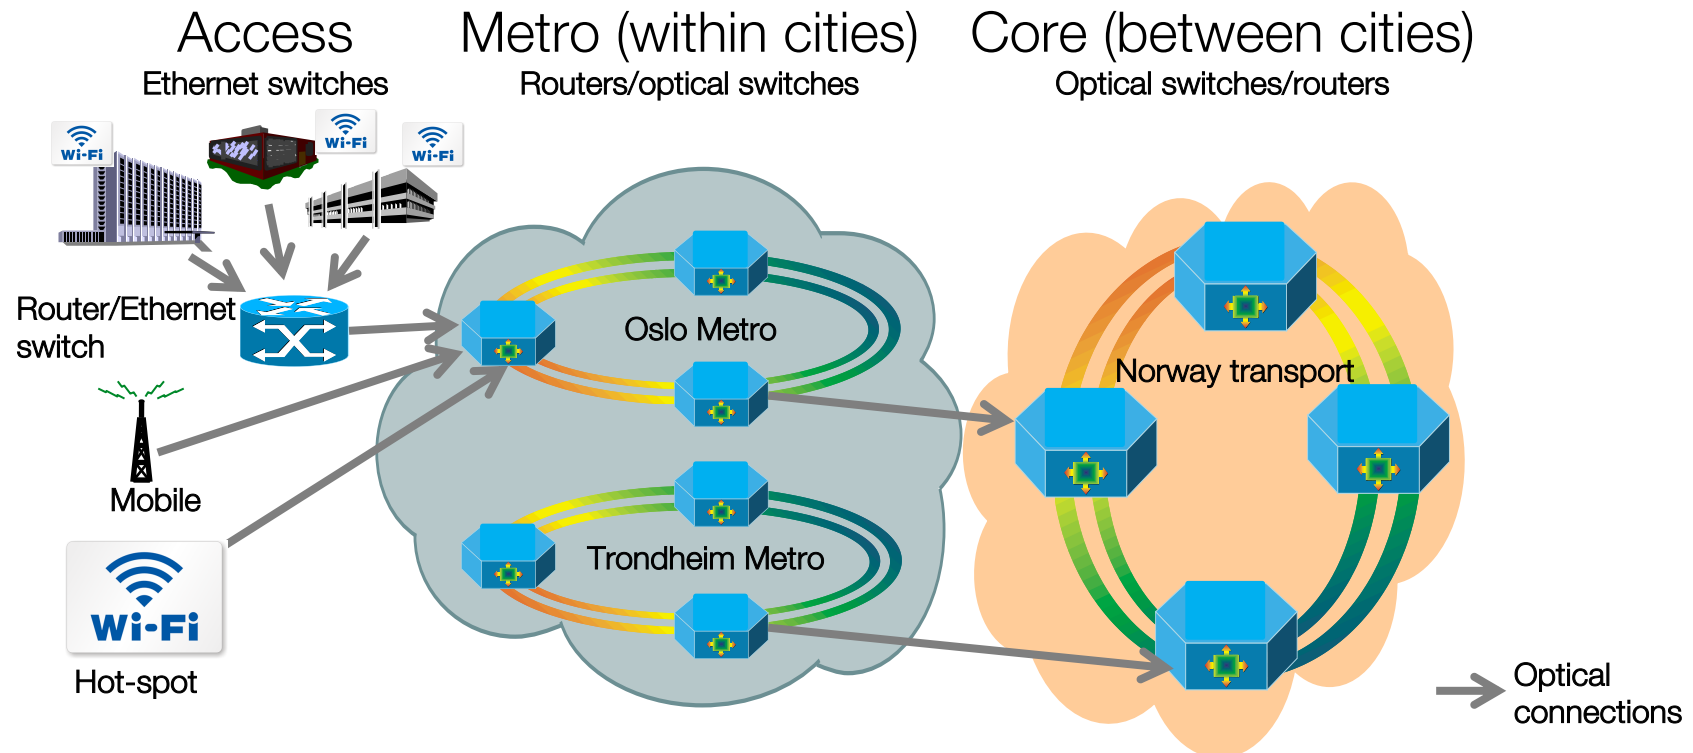 Access
Metro (within cities)
Core (between cities)
Ethernet switches
Routers/optical switches
Optical switches/routers
Wi-Fi
Wi-Fi
Wi-Fi
Router/Ethernet
switch
Oslo Metro
Norway transport
Mobile
Trondheim Metro
Wi-Fi
Hot-spot
Optical
connections